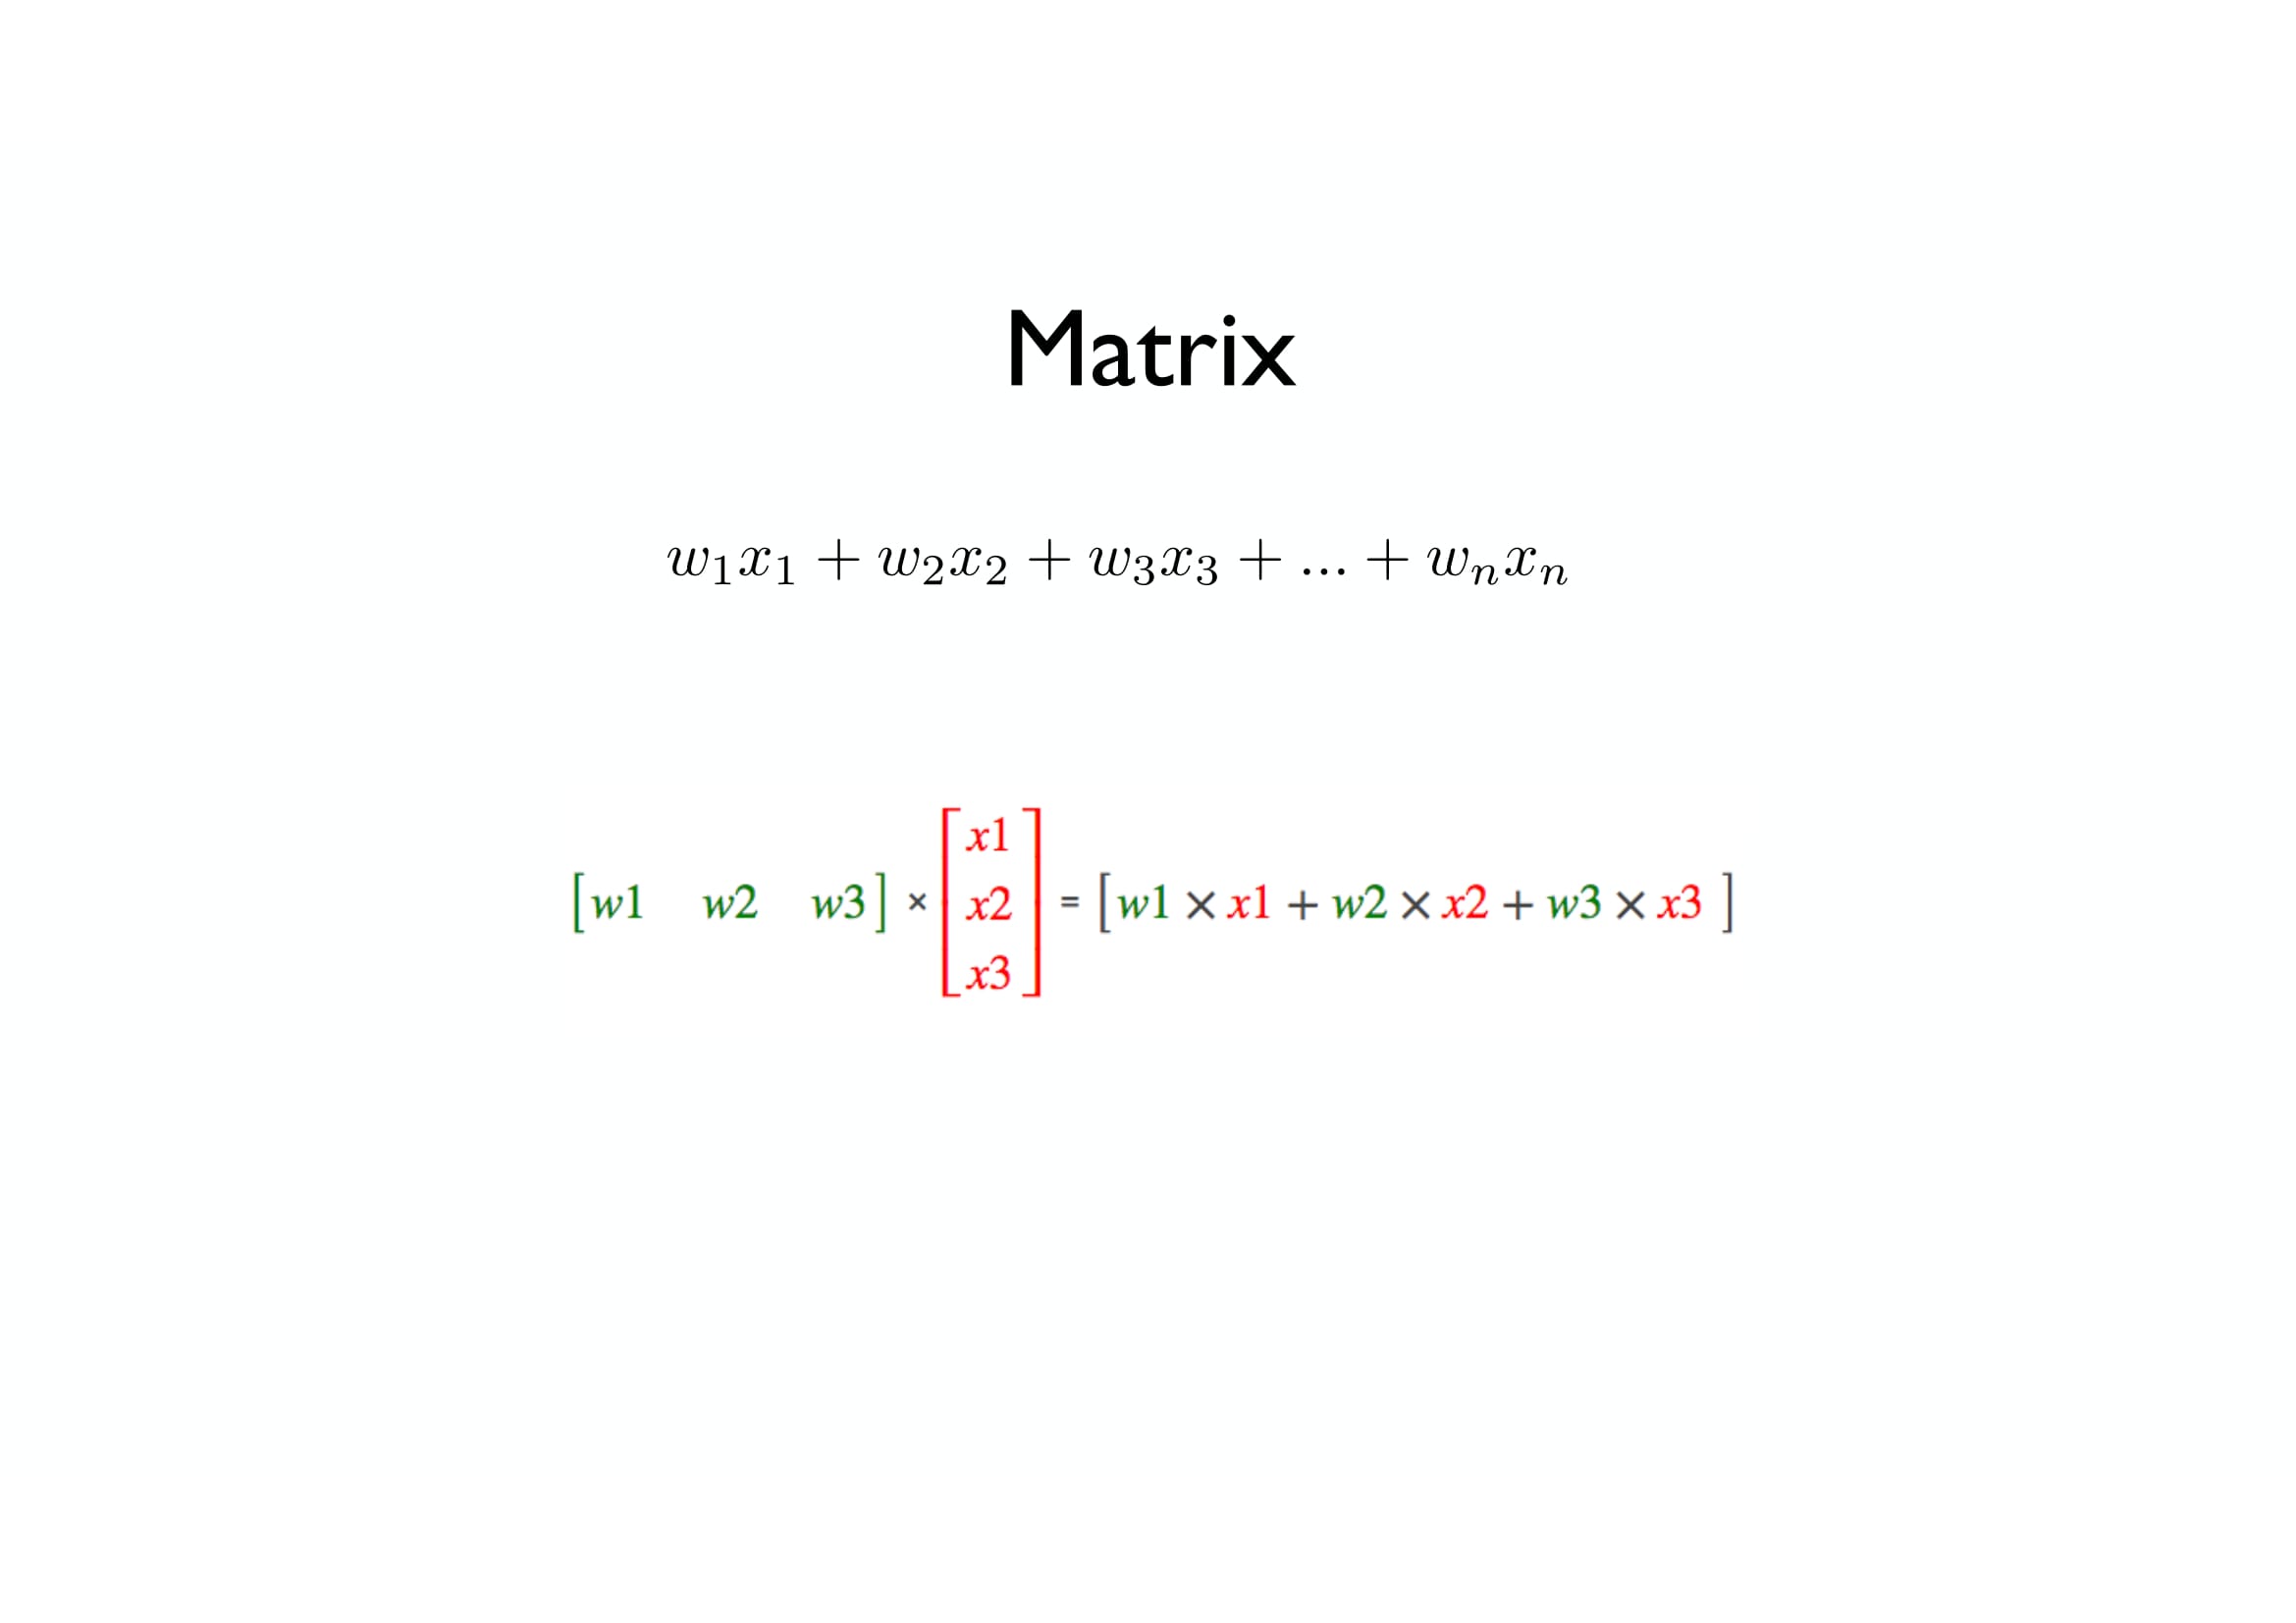 Matrix
w₁x₁ + w₂x₂ + w₃x₃ + ... + wₙxₙ
[w1 w2 w3] × [x1 x2 x3] = [w1 × x1 + w2 × x2 + w3 × x3 ]